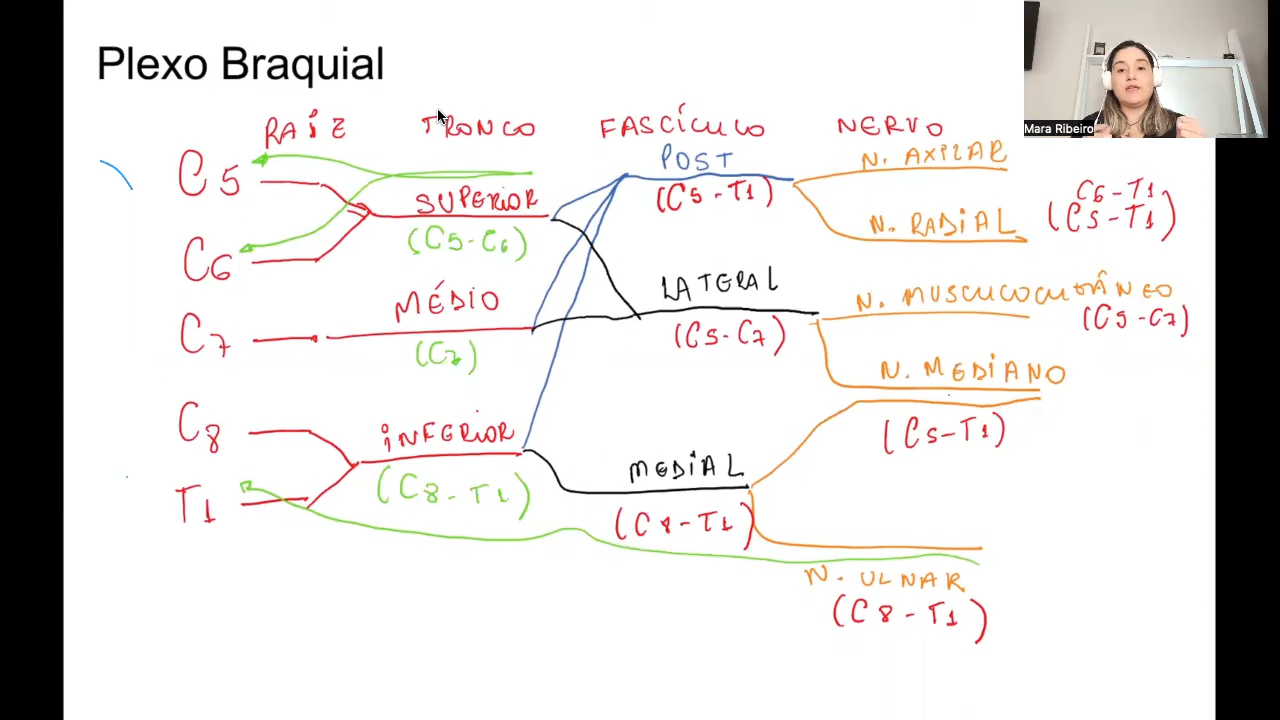 Plexo Braquial
Mara Ribeiro
RAÍZ TRONCO FASCÍCULO NERVO
C5
C6
C7
C8
T1
SUPERIOR
(C5-C6)
MÉDIO
(C7)
INFERIOR
(C8-T1)
POST
(C5-T1)
LATERAL
(C5-C7)
MEDIAL
(C8-T1)
N. AXILAR
N. RADIAL
C6-T1
(C5-T1)
N. MUSCULOCUTÂNEO
(C5-C7)
N. MEDIANO
(C5-T1)
N. ULNAR
(C8-T1)